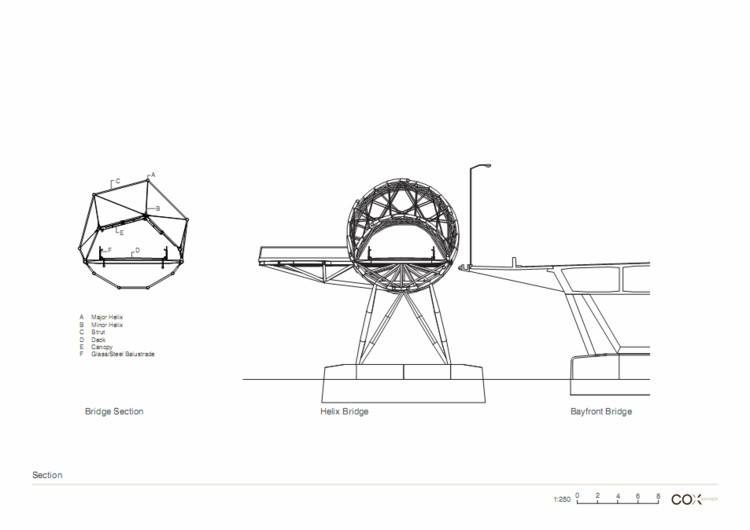 A
C
B
E
F
D
A Major Helix
B Minor Helix
C Strut
D Deck
E Canopy
F Glass/Steel Balustrade
Bridge Section
Helix Bridge
Bayfront Bridge
Section
1:250 0 2 4 6 8
COX